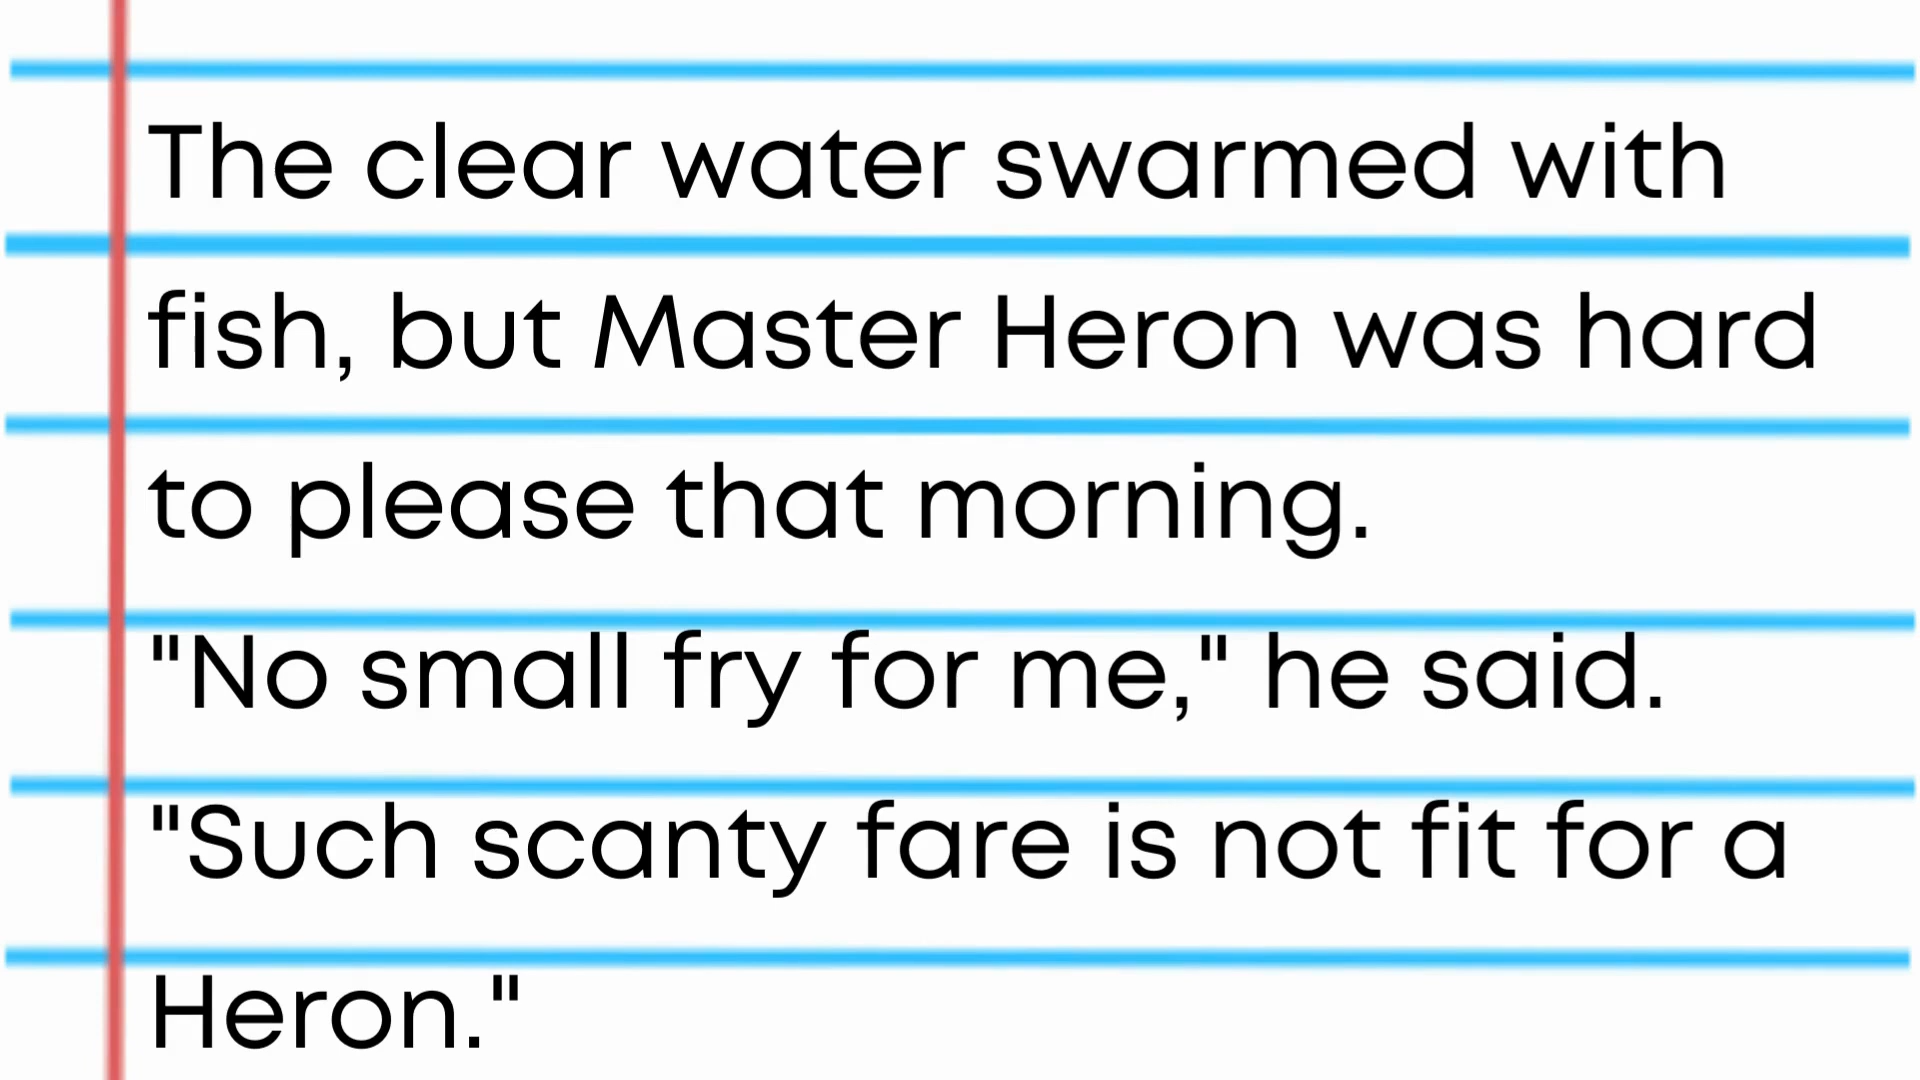 The clear water swarmed with
fish, but Master Heron was hard
to please that morning.
"No small fry for me," he said.
"Such scanty fare is not fit for a
Heron."